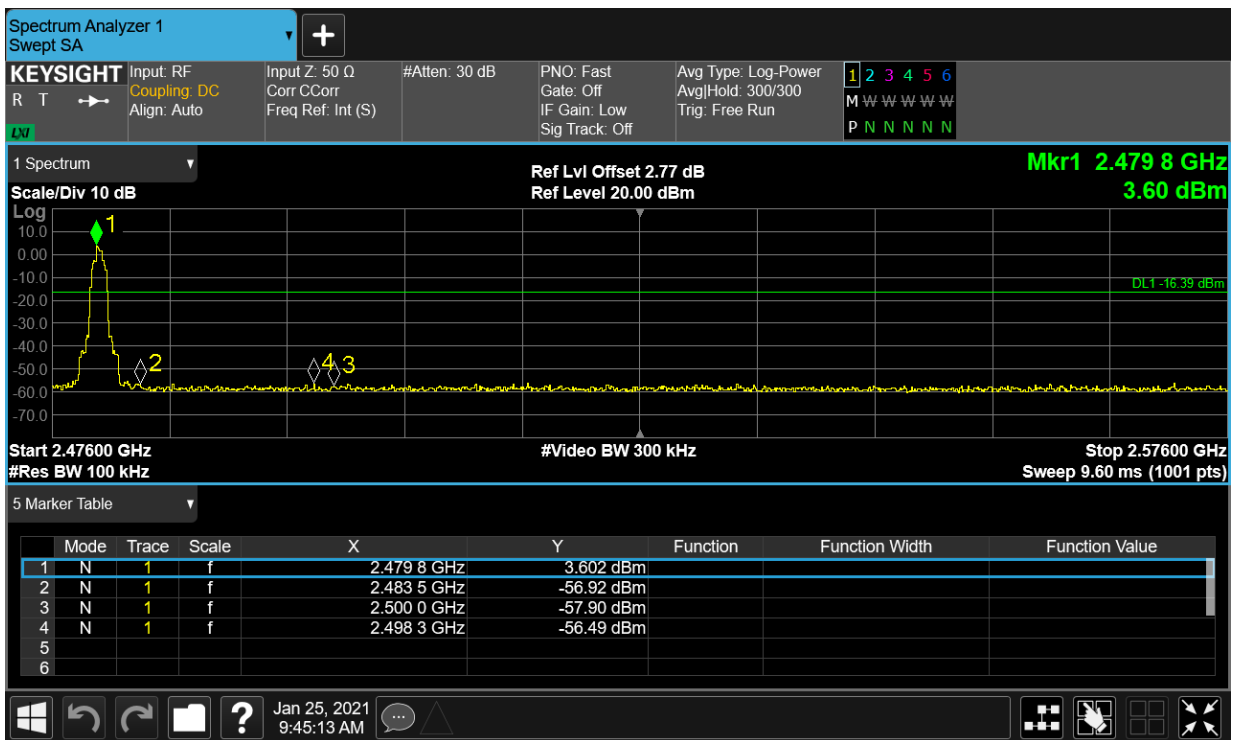 Spectrum Analyzer 1
Swept SA
+
KEYSIGHT
R T
LXI
Input: RF
Coupling: DC
Align: Auto
Input Z: 50 Ω
Corr CCorr
Freq Ref: Int (S)
#Atten: 30 dB
PNO: Fast
Gate: Off
IF Gain: Low
Sig Track: Off
Avg Type: Log-Power
Avg|Hold: 300/300
Trig: Free Run
1 2 3 4 5 6
M W W W W W
P N N N N N
1 Spectrum
Scale/Div 10 dB
Ref Lvl Offset 2.77 dB
Ref Level 20.00 dBm
Mkr1 2.479 8 GHz
3.60 dBm
Log
10.0
0.00
-10.0
-20.0
-30.0
-40.0
-50.0
-60.0
-70.0
1
2
4 3
DL1 -16.39 dBm
Start 2.47600 GHz
#Res BW 100 kHz
#Video BW 300 kHz
Stop 2.57600 GHz
Sweep 9.60 ms (1001 pts)
5 Marker Table
Mode Trace Scale X Y Function Function Width Function Value
1 N 1 f 2.479 8 GHz 3.602 dBm
2 N 1 f 2.483 5 GHz -56.92 dBm
3 N 1 f 2.500 0 GHz -57.90 dBm
4 N 1 f 2.498 3 GHz -56.49 dBm
5
6
?
Jan 25, 2021
9:45:13 AM